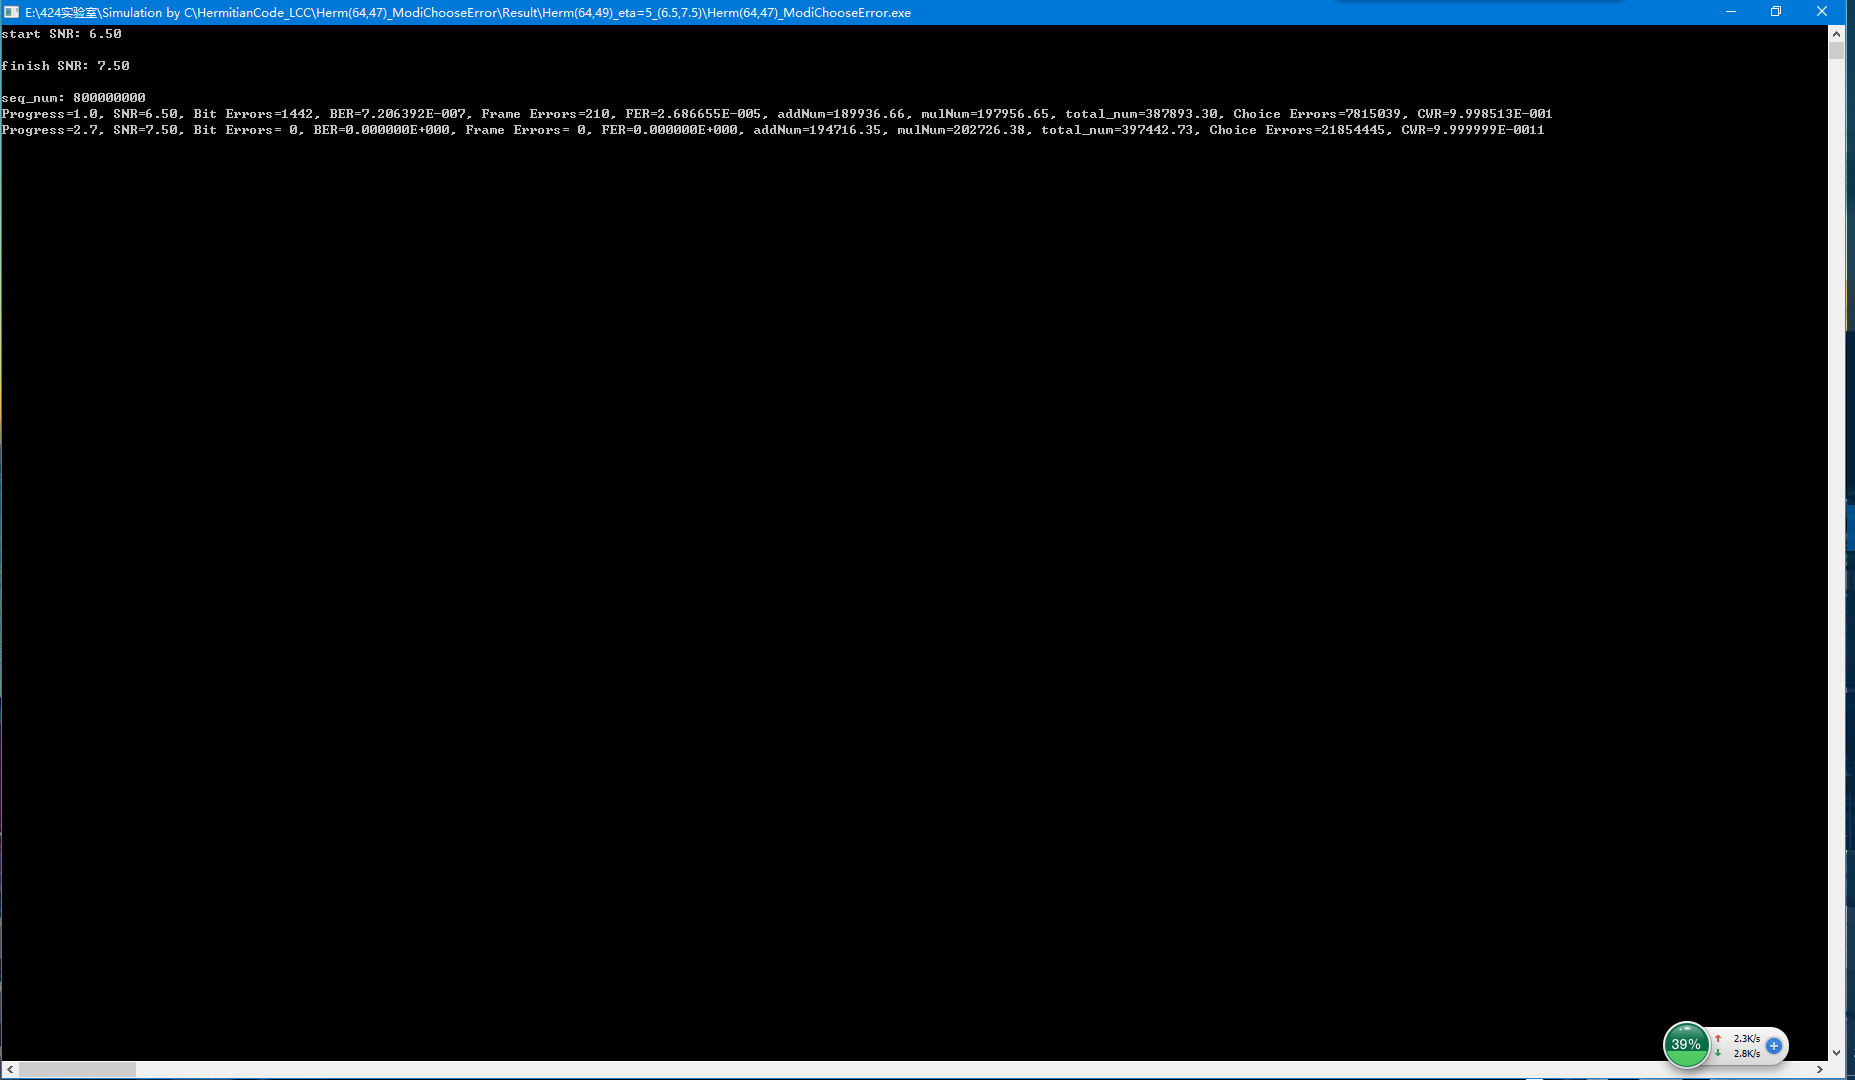 E:\424实验室\Simulation by C\HermitianCode_LCC\Herm(64,47)_ModiChooseError\Result\Herm(64,49)_eta=5_(6.5,7.5)\Herm(64,47)_ModiChooseError.exe
start SNR: 6.50
finish SNR: 7.50
seq_num: 800000000
Progress=1.0, SNR=6.50, Bit Errors=1442, BER=7.206392E-007, Frame Errors=210, FER=2.686655E-005, addNum=189936.66, mulNum=197956.65, total_num=387893.30, Choice Errors=7815039, CWR=9.998513E-001
Progress=2.7, SNR=7.50, Bit Errors= 0, BER=0.000000E+000, Frame Errors= 0, FER=0.000000E+000, addNum=194716.35, mulNum=202726.38, total_num=397442.73, Choice Errors=21854445, CWR=9.999999E-0011
39%
2.3K/s
2.8K/s